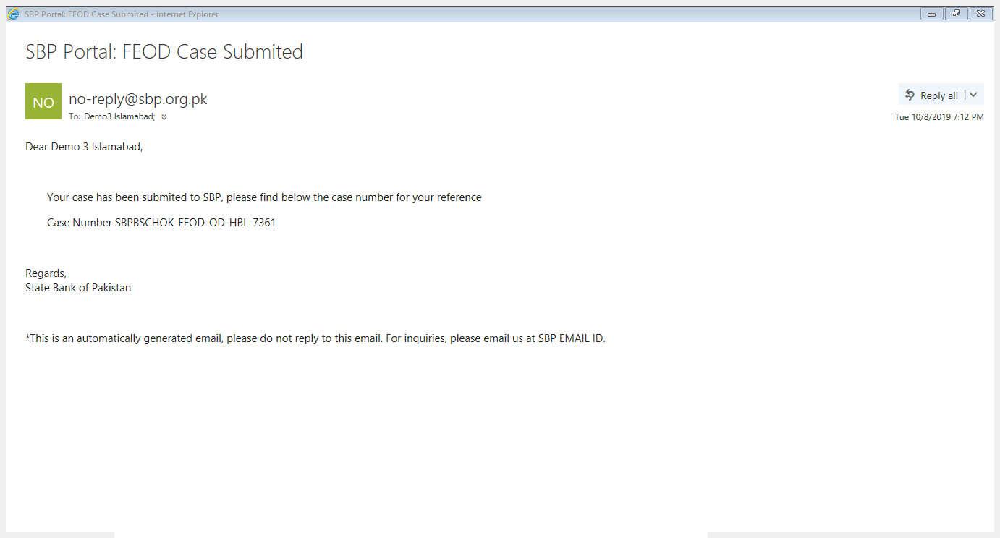 SBP Portal: FEOD Case Submited - Internet Explorer
SBP Portal: FEOD Case Submited
NO
no-reply@sbp.org.pk
Reply all
To: Demo3 Islamabad;
Tue 10/8/2019 7:12 PM
Dear Demo 3 Islamabad,
Your case has been submited to SBP, please find below the case number for your reference
Case Number SBPBSCHOK-FEOD-OD-HBL-7361
Regards,
State Bank of Pakistan
*This is an automatically generated email, please do not reply to this email. For inquiries, please email us at SBP EMAIL ID.